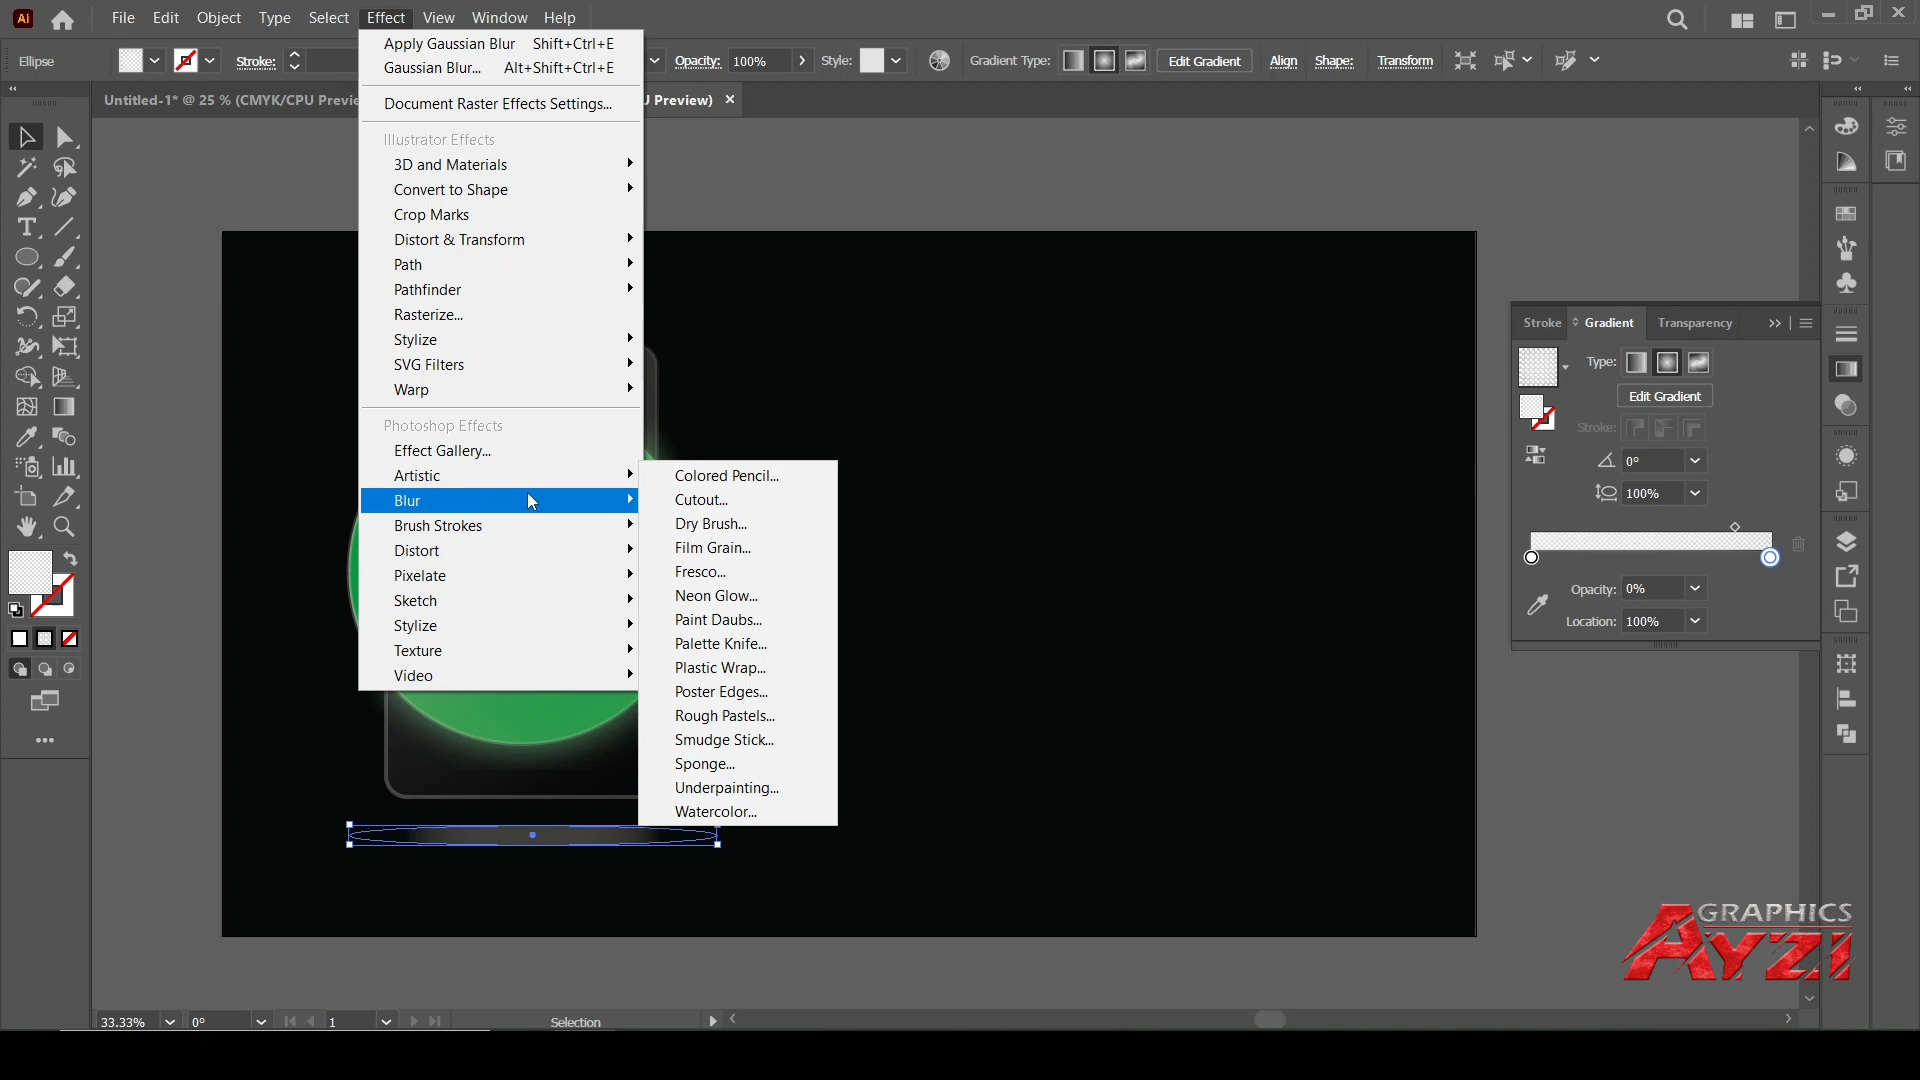 Ai File Edit Object Type Select Effect View Window Help
Ellipse Stroke: Opacity: 100% Style: Gradient Type: Edit Gradient Align Shape: Transform
Untitled-1* @ 25 % (CMYK/CPU Previe
U Preview) ×
Apply Gaussian Blur Shift+Ctrl+E
Gaussian Blur... Alt+Shift+Ctrl+E
Document Raster Effects Settings...
Illustrator Effects
3D and Materials
Convert to Shape
Crop Marks
Distort & Transform
Path
Pathfinder
Rasterize...
Stylize
SVG Filters
Warp
Photoshop Effects
Effect Gallery...
Artistic
Blur
Brush Strokes
Distort
Pixelate
Sketch
Stylize
Texture
Video
Colored Pencil...
Cutout...
Dry Brush...
Film Grain...
Fresco...
Neon Glow...
Paint Daubs...
Palette Knife...
Plastic Wrap...
Poster Edges...
Rough Pastels...
Smudge Stick...
Sponge...
Underpainting...
Watercolor...
Stroke Gradient Transparency
Type:
Edit Gradient
Stroke:
0°
100%
Opacity: 0%
Location: 100%
GRAPHICS
AYZI
33.33% 0° 1 Selection